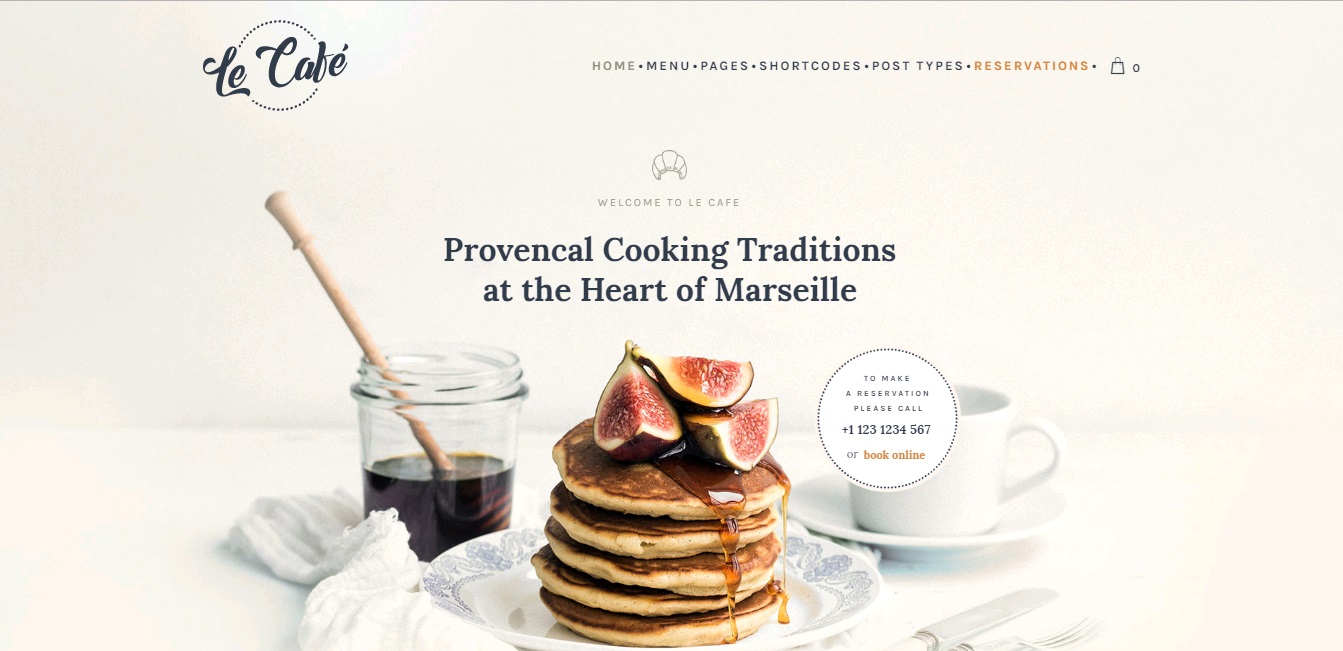 Le Café
HOME • MENU • PAGES • SHORTCODES • POST TYPES • RESERVATIONS • 0
WELCOME TO LE CAFE
Provencal Cooking Traditions
at the Heart of Marseille
TO MAKE
A RESERVATION
PLEASE CALL
+1 123 1234 567
or book online